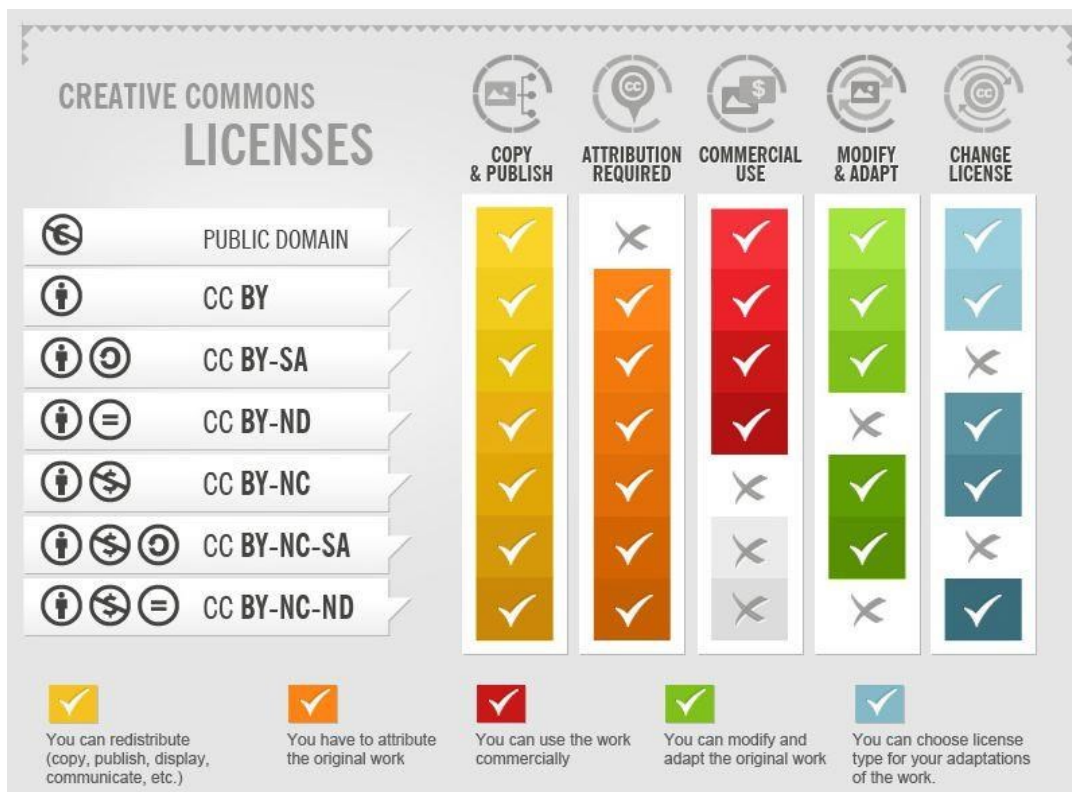 CREATIVE COMMONS
LICENSES
COPY
& PUBLISH
ATTRIBUTION
REQUIRED
COMMERCIAL
USE
MODIFY
& ADAPT
CHANGE
LICENSE
PUBLIC DOMAIN
CC BY
CC BY-SA
CC BY-ND
CC BY-NC
CC BY-NC-SA
CC BY-NC-ND
You can redistribute
(copy, publish, display,
communicate, etc.)
You have to attribute
the original work
You can use the work
commercially
You can modify and
adapt the original work
You can choose license
type for your adaptations
of the work.